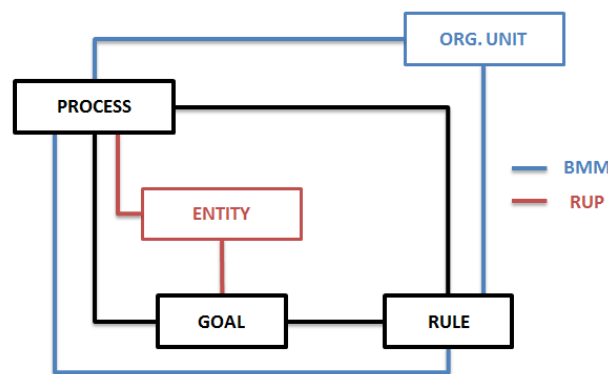 ORG. UNIT
PROCESS
BMM
ENTITY
RUP
GOAL
RULE